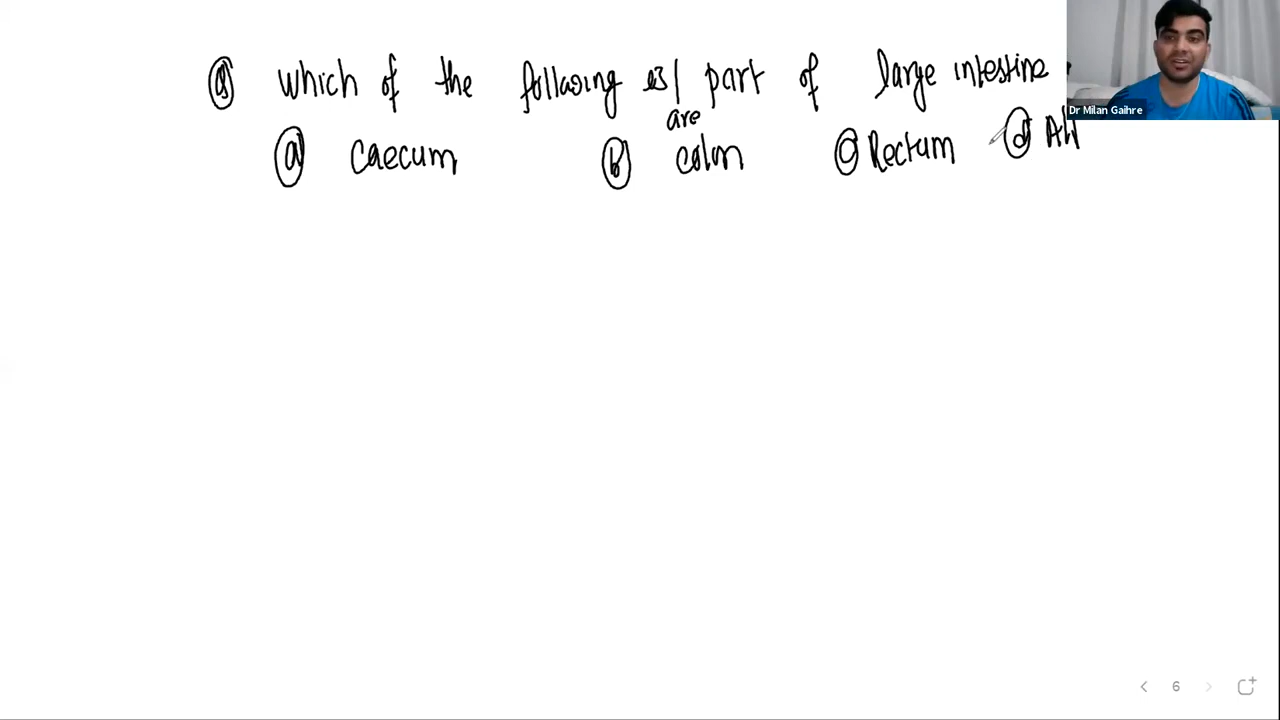 Q which of the following is/ part of large intestine
are
a caecum b colon c Rectum d All
Dr Milan Gaihre
6